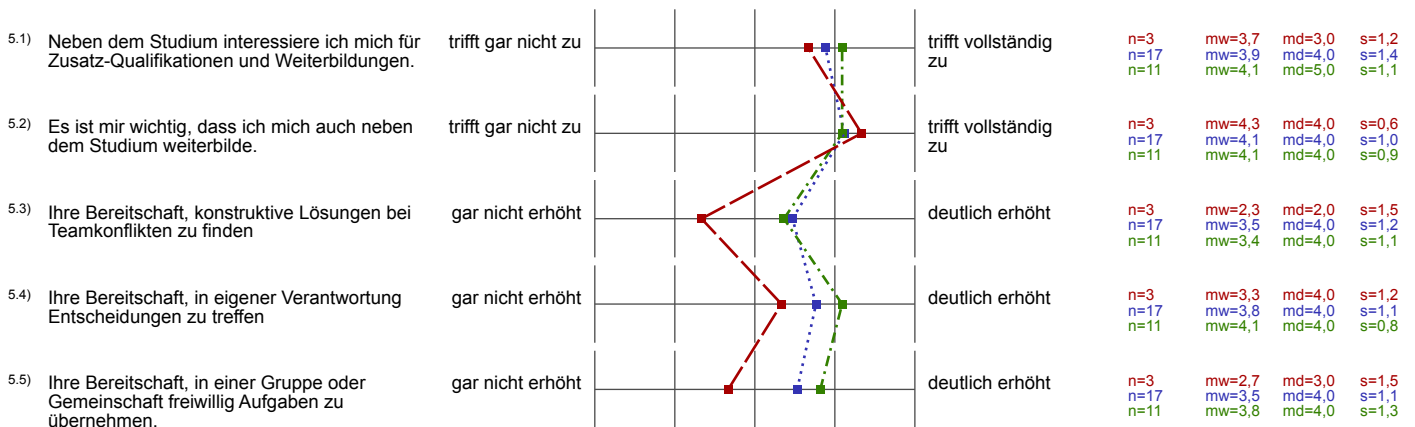 5.1) Neben dem Studium interessiere ich mich für
Zusatz-Qualifikationen und Weiterbildungen.
trifft gar nicht zu
trifft vollständig
zu
n=3 mw=3,7 md=3,0 s=1,2
n=17 mw=3,9 md=4,0 s=1,4
n=11 mw=4,1 md=5,0 s=1,1
5.2) Es ist mir wichtig, dass ich mich auch neben
dem Studium weiterbilde.
trifft gar nicht zu
trifft vollständig
zu
n=3 mw=4,3 md=4,0 s=0,6
n=17 mw=4,1 md=4,0 s=1,0
n=11 mw=4,1 md=4,0 s=0,9
5.3) Ihre Bereitschaft, konstruktive Lösungen bei
Teamkonflikten zu finden
gar nicht erhöht
deutlich erhöht
n=3 mw=2,3 md=2,0 s=1,5
n=17 mw=3,5 md=4,0 s=1,2
n=11 mw=3,4 md=4,0 s=1,1
5.4) Ihre Bereitschaft, in eigener Verantwortung
Entscheidungen zu treffen
gar nicht erhöht
deutlich erhöht
n=3 mw=3,3 md=4,0 s=1,2
n=17 mw=3,8 md=4,0 s=1,1
n=11 mw=4,1 md=4,0 s=0,8
5.5) Ihre Bereitschaft, in einer Gruppe oder
Gemeinschaft freiwillig Aufgaben zu
übernehmen.
gar nicht erhöht
deutlich erhöht
n=3 mw=2,7 md=3,0 s=1,5
n=17 mw=3,5 md=4,0 s=1,1
n=11 mw=3,8 md=4,0 s=1,3